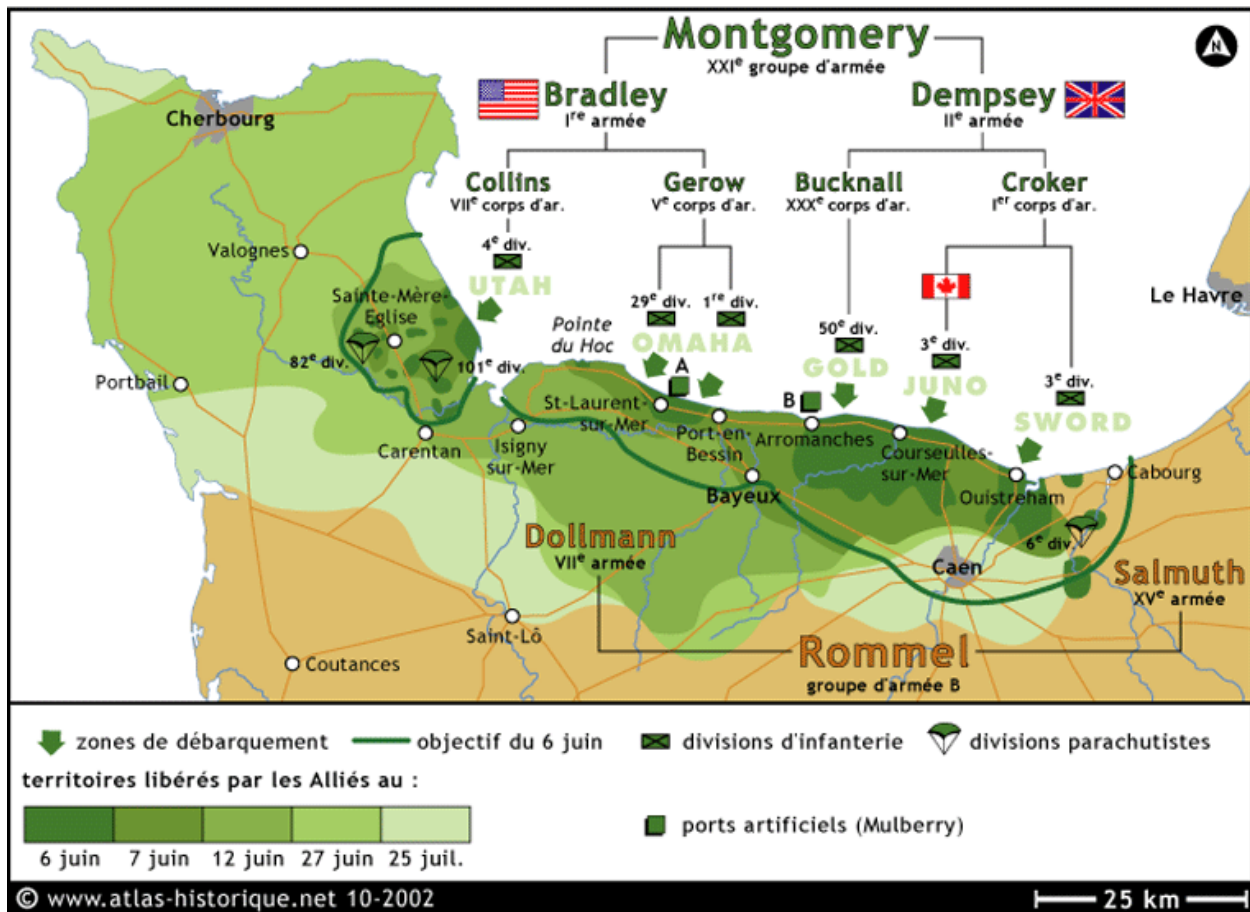 Montgomery
XXIe groupe d'armée
N
Bradley
Ire armée
Dempsey
IIe armée
Collins
VIIe corps d'ar.
Gerow
Ve corps d'ar.
Bucknall
XXXe corps d'ar.
Croker
Ier corps d'ar.
Cherbourg
Valognes
4e div.
UTAH
Sainte-Mère-
Eglise
82e div.
101e div.
Pointe
du Hoc
29e div.
1re div.
OMAHA
A
50e div.
GOLD
B
3e div.
JUNO
3e div.
SWORD
Le Havre
Portbail
Carentan
Isigny
sur-Mer
St-Laurent-
sur-Mer
Port-en-
Bessin
Arromanches
Bayeux
Courseulles-
sur-Mer
Ouistreham
Cabourg
6e div.
Caen
Dollmann
VIIe armée
Salmuth
XVe armée
Rommel
groupe d'armée B
Saint-Lô
Coutances
zones de débarquement
objectif du 6 juin
divisions d'infanterie
divisions parachutistes
territoires libérés par les Alliés au :
6 juin
7 juin
12 juin
27 juin
25 juil.
ports artificiels (Mulberry)
© www.atlas-historique.net 10-2002
25 km